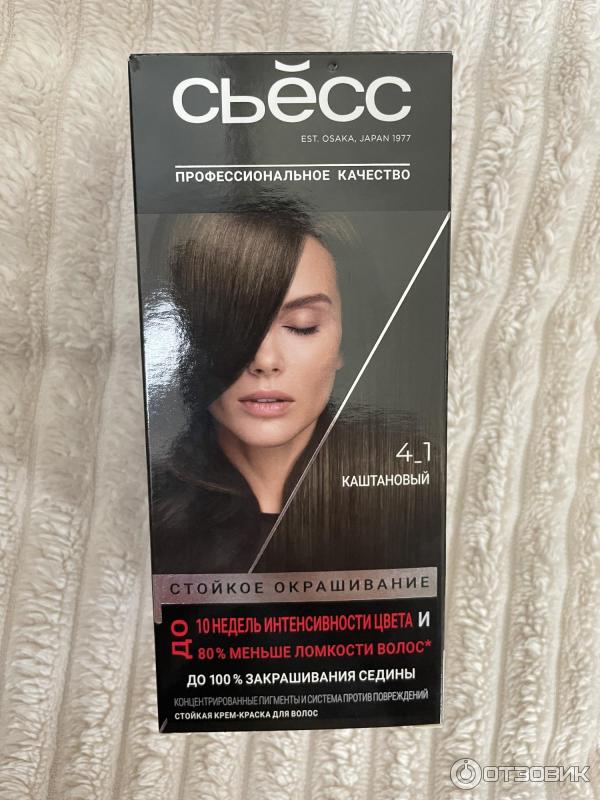 СЬЁСС
EST. OSAKA, JAPAN 1977
ПРОФЕССИОНАЛЬНОЕ КАЧЕСТВО
4_1
КАШТАНОВЫЙ
СТОЙКОЕ ОКРАШИВАНИЕ
ДО 10 НЕДЕЛЬ ИНТЕНСИВНОСТИ ЦВЕТА И
80% МЕНЬШЕ ЛОМКОСТИ ВОЛОС*
ДО 100% ЗАКРАШИВАНИЯ СЕДИНЫ
КОНЦЕНТРИРОВАННЫЕ ПИГМЕНТЫ И СИСТЕМА ПРОТИВ ПОВРЕЖДЕНИЙ
СТОЙКАЯ КРЕМ-КРАСКА ДЛЯ ВОЛОС
ОТЗОВИК